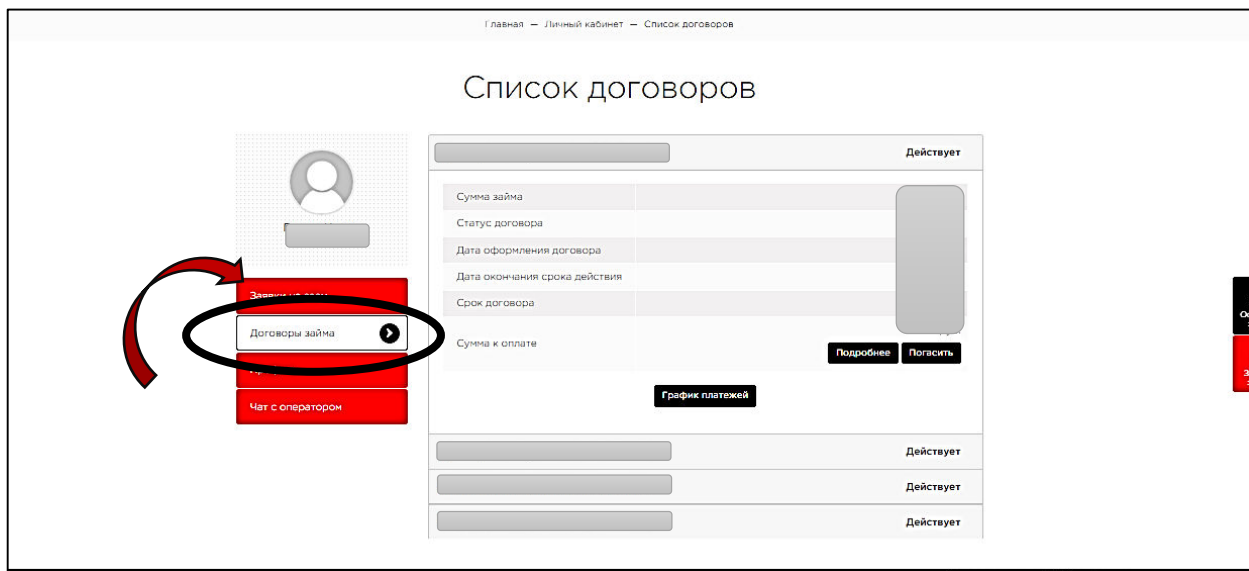 Главная — Личный кабинет — Список договоров
Список договоров
Действует
Сумма займа
Статус договора
Дата оформления договора
Дата окончания срока действия
Срок договора
Сумма к оплате
Подробнее Погасить
График платежей
Договоры займа
Чат с оператором
Действует
Действует
Действует